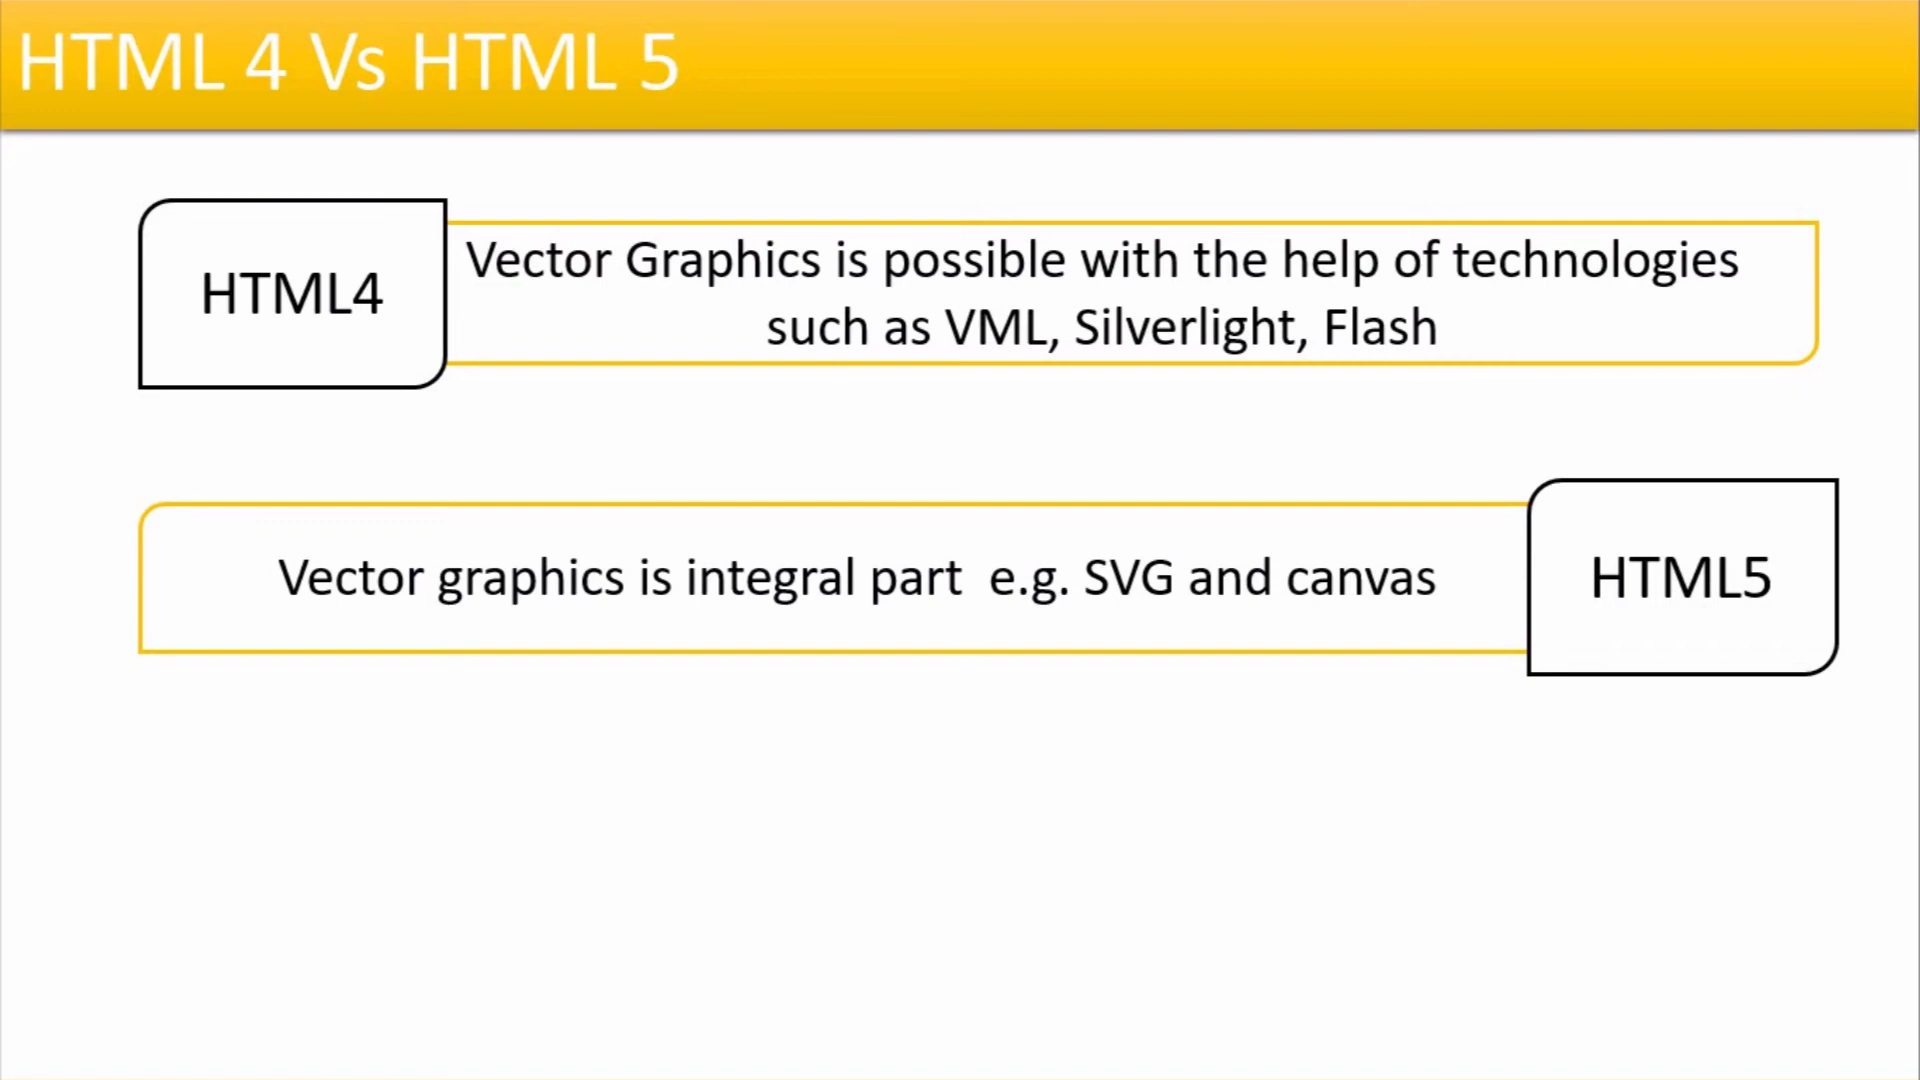 HTML 4 Vs HTML 5
HTML4
Vector Graphics is possible with the help of technologies
such as VML, Silverlight, Flash
Vector graphics is integral part  e.g. SVG and canvas
HTML5